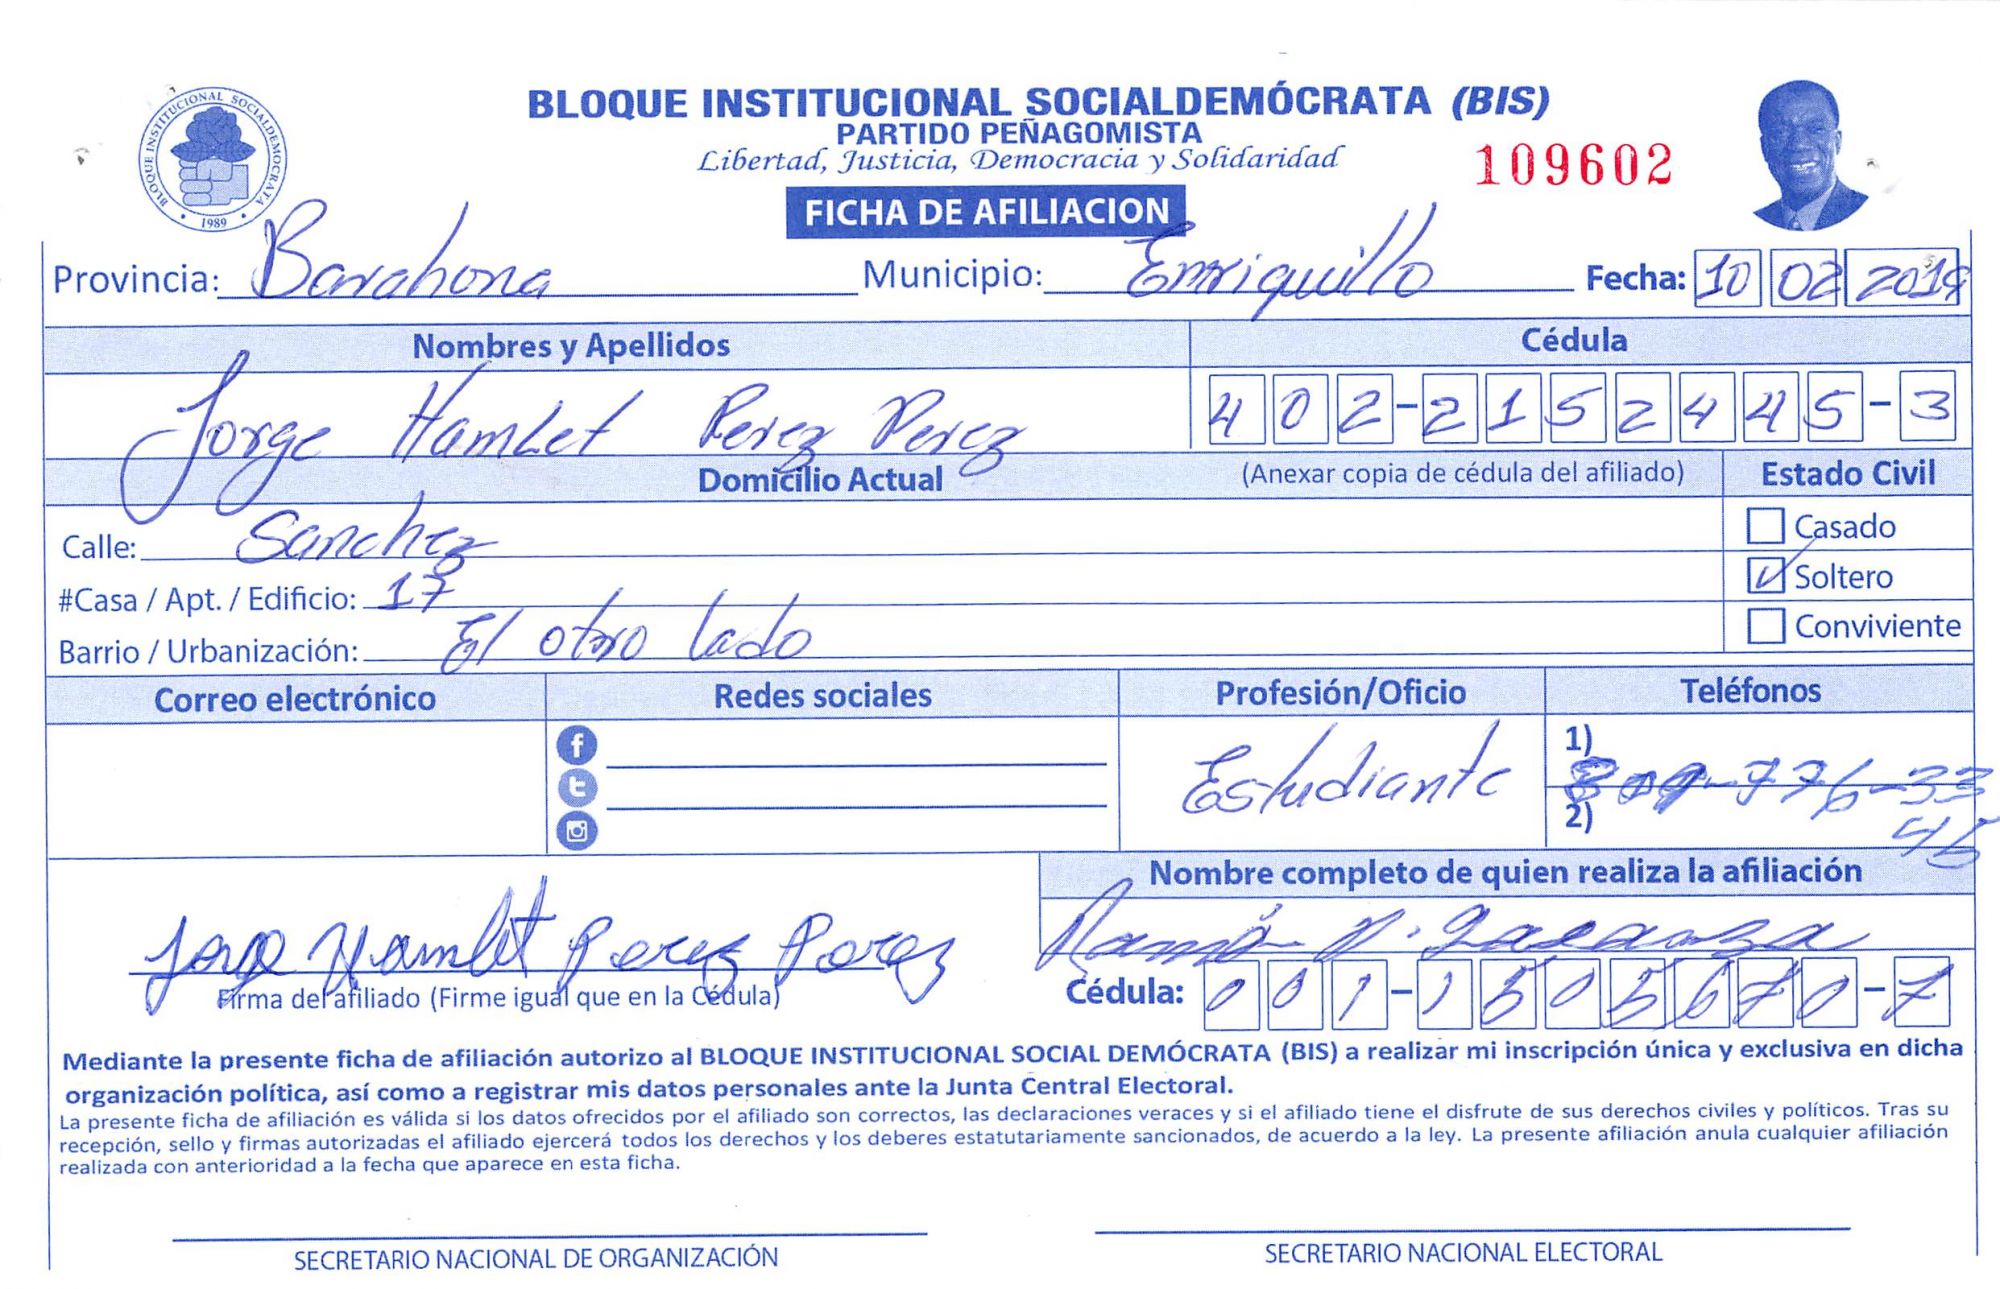 BLOQUE INSTITUCIONAL SOCIALDEMÓCRATA (BIS)
PARTIDO PEÑAGOMISTA
Libertad, Justicia, Democracia y Solidaridad
109602
BLOQUE INSTITUCIONAL SOCIALDEMOCRATA
1989
FICHA DE AFILIACION
Provincia: Barahona Municipio: Enriquillo Fecha: 10 02 2019
Nombres y Apellidos Cédula
Jorge Hamlet Perez Perez 402-2152445-3
Domicilio Actual (Anexar copia de cédula del afiliado) Estado Civil
Calle: Sanchez Casado
#Casa / Apt. / Edificio: 17 Soltero
Barrio / Urbanización: El otro lado Conviviente
Correo electrónico Redes sociales Profesión/Oficio Teléfonos
Estudiante 1) 809-776-33
2) 45
Nombre completo de quien realiza la afiliación
Jorge Hamlet Perez Perez Ramón N.
Firma del afiliado (Firme igual que en la Cédula) Cédula: 001-1505670-7
Mediante la presente ficha de afiliación autorizo al BLOQUE INSTITUCIONAL SOCIAL DEMÓCRATA (BIS) a realizar mi inscripción única y exclusiva en dicha
organización política, así como a registrar mis datos personales ante la Junta Central Electoral.
La presente ficha de afiliación es válida si los datos ofrecidos por el afiliado son correctos, las declaraciones veraces y si el afiliado tiene el disfrute de sus derechos civiles y políticos. Tras su
recepción, sello y firmas autorizadas el afiliado ejercerá todos los derechos y los deberes estatutariamente sancionados, de acuerdo a la ley. La presente afiliación anula cualquier afiliación
realizada con anterioridad a la fecha que aparece en esta ficha.
SECRETARIO NACIONAL DE ORGANIZACIÓN SECRETARIO NACIONAL ELECTORAL